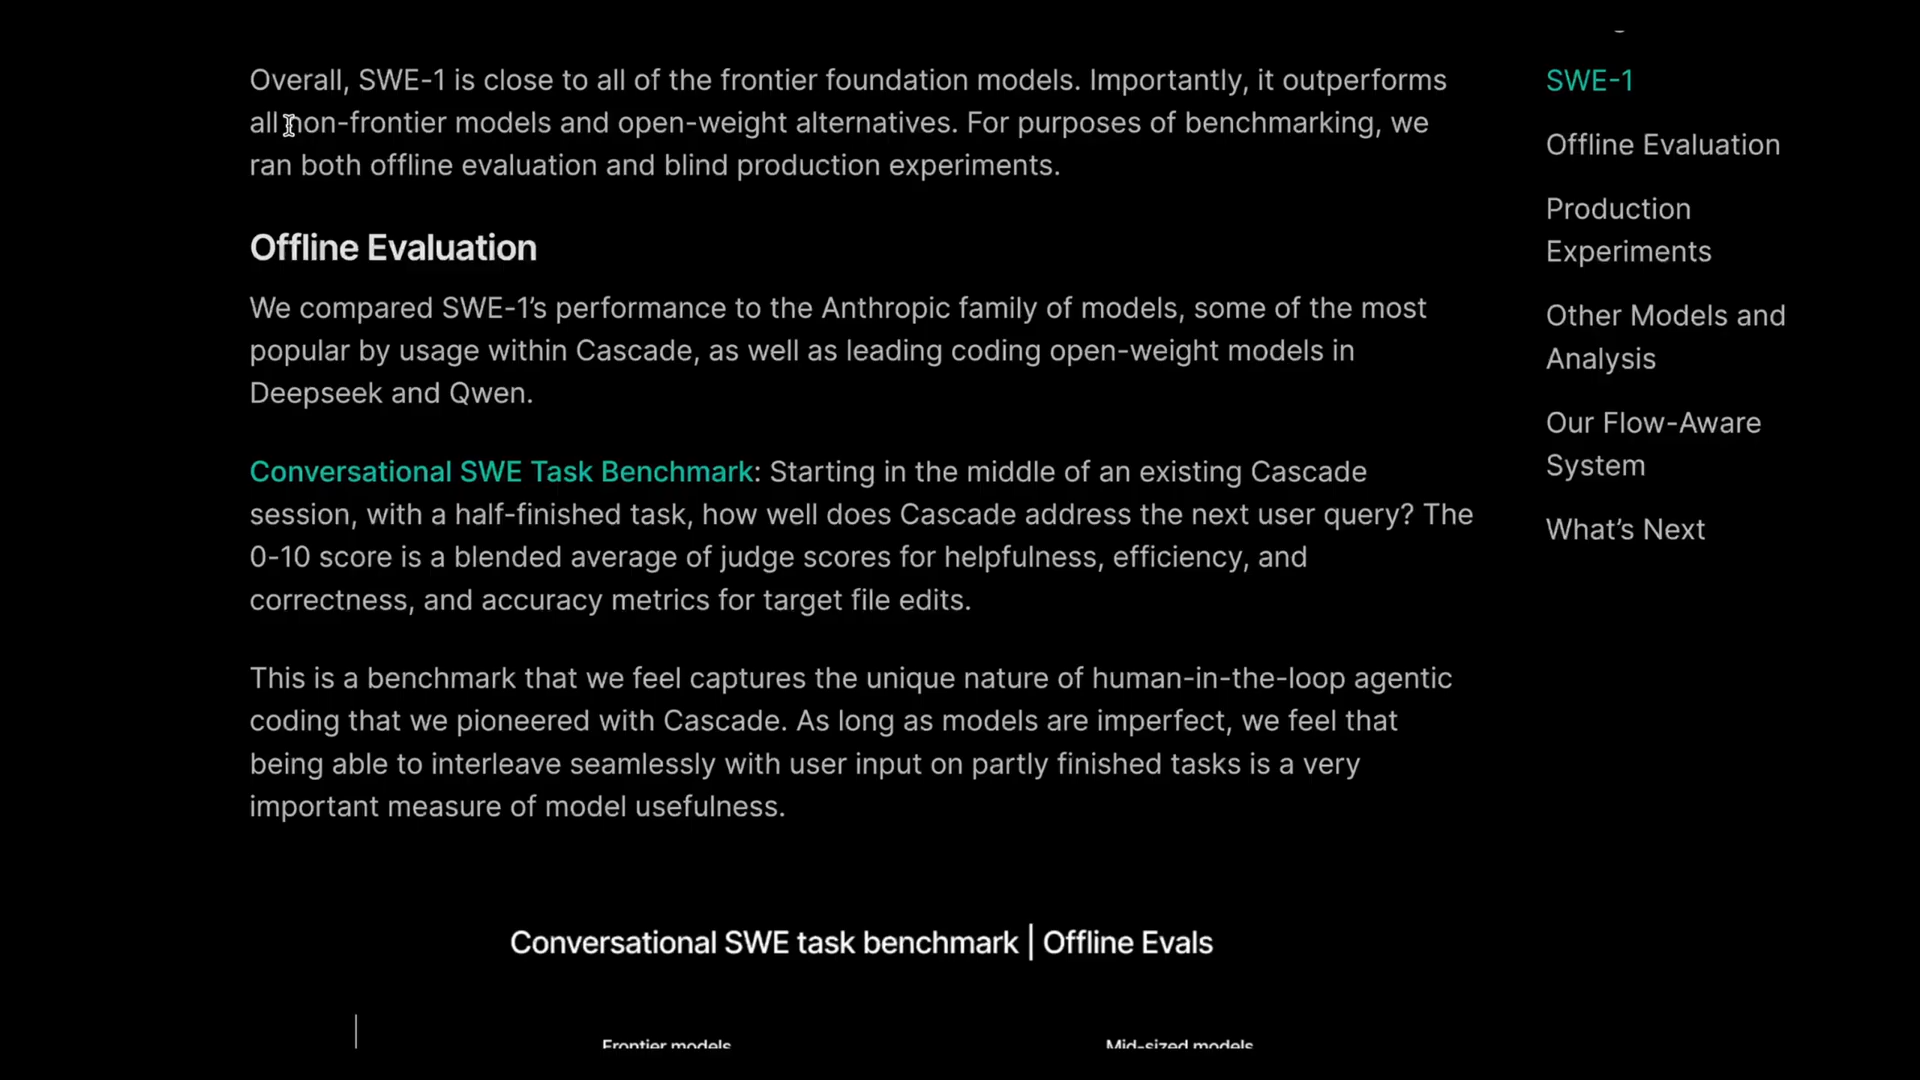 Overall, SWE-1 is close to all of the frontier foundation models. Importantly, it outperforms
all non-frontier models and open-weight alternatives. For purposes of benchmarking, we
ran both offline evaluation and blind production experiments.
Offline Evaluation
We compared SWE-1’s performance to the Anthropic family of models, some of the most
popular by usage within Cascade, as well as leading coding open-weight models in
Deepseek and Qwen.
Conversational SWE Task Benchmark: Starting in the middle of an existing Cascade
session, with a half-finished task, how well does Cascade address the next user query? The
0-10 score is a blended average of judge scores for helpfulness, efficiency, and
correctness, and accuracy metrics for target file edits.
This is a benchmark that we feel captures the unique nature of human-in-the-loop agentic
coding that we pioneered with Cascade. As long as models are imperfect, we feel that
being able to interleave seamlessly with user input on partly finished tasks is a very
important measure of model usefulness.
Conversational SWE task benchmark | Offline Evals
Frontier models
Mid-sized models
SWE-1
Offline Evaluation
Production
Experiments
Other Models and
Analysis
Our Flow-Aware
System
What’s Next